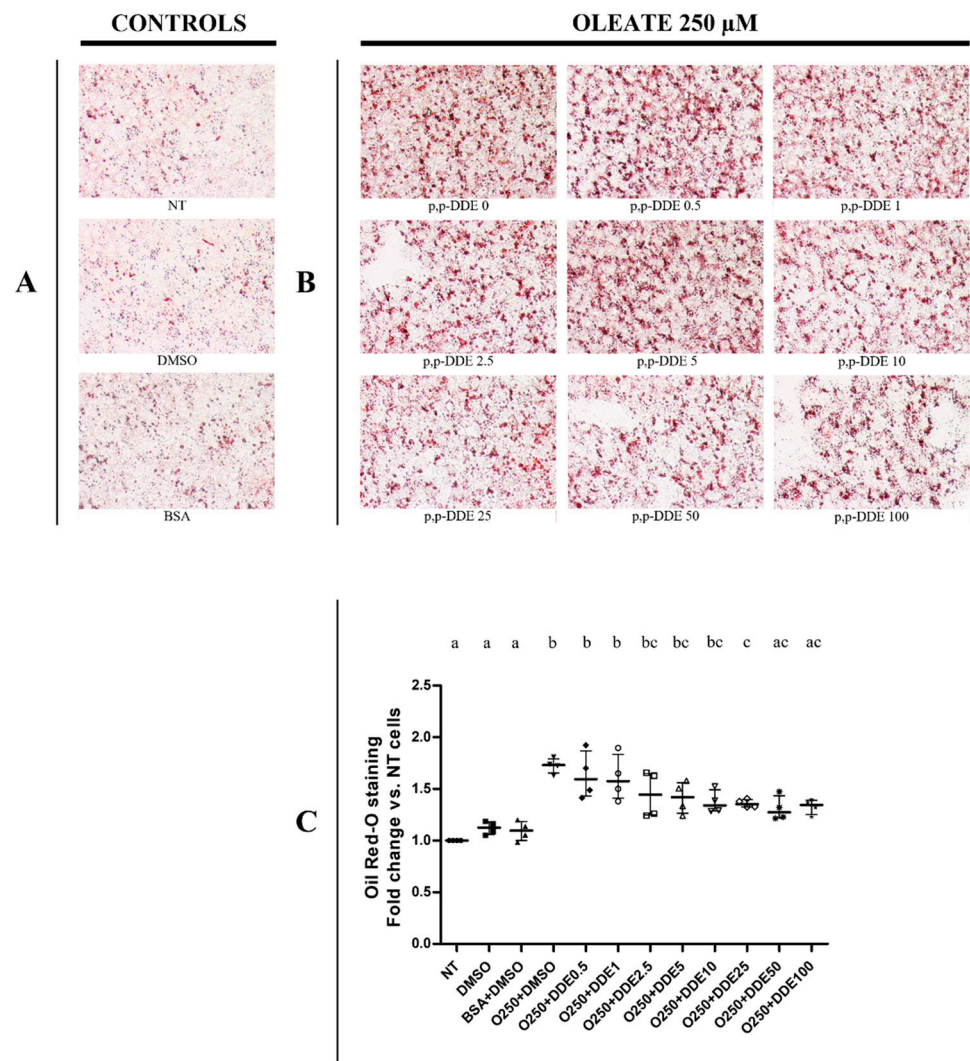 CONTROLS
OLEATE 250 µM
A
NT
DMSO
BSA
B
p,p-DDE 0
p,p-DDE 0.5
p,p-DDE 1
p,p-DDE 2.5
p,p-DDE 5
p,p-DDE 10
p,p-DDE 25
p,p-DDE 50
p,p-DDE 100
C
a a a b b b bc bc bc c ac ac
Oil Red-O staining
Fold change vs. NT cells
2.5
2.0
1.5
1.0
0.5
0.0
NT
DMSO
BSA+DMSO
O250+DMSO
O250+DDE0.5
O250+DDE1
O250+DDE2.5
O250+DDE5
O250+DDE10
O250+DDE25
O250+DDE50
O250+DDE100